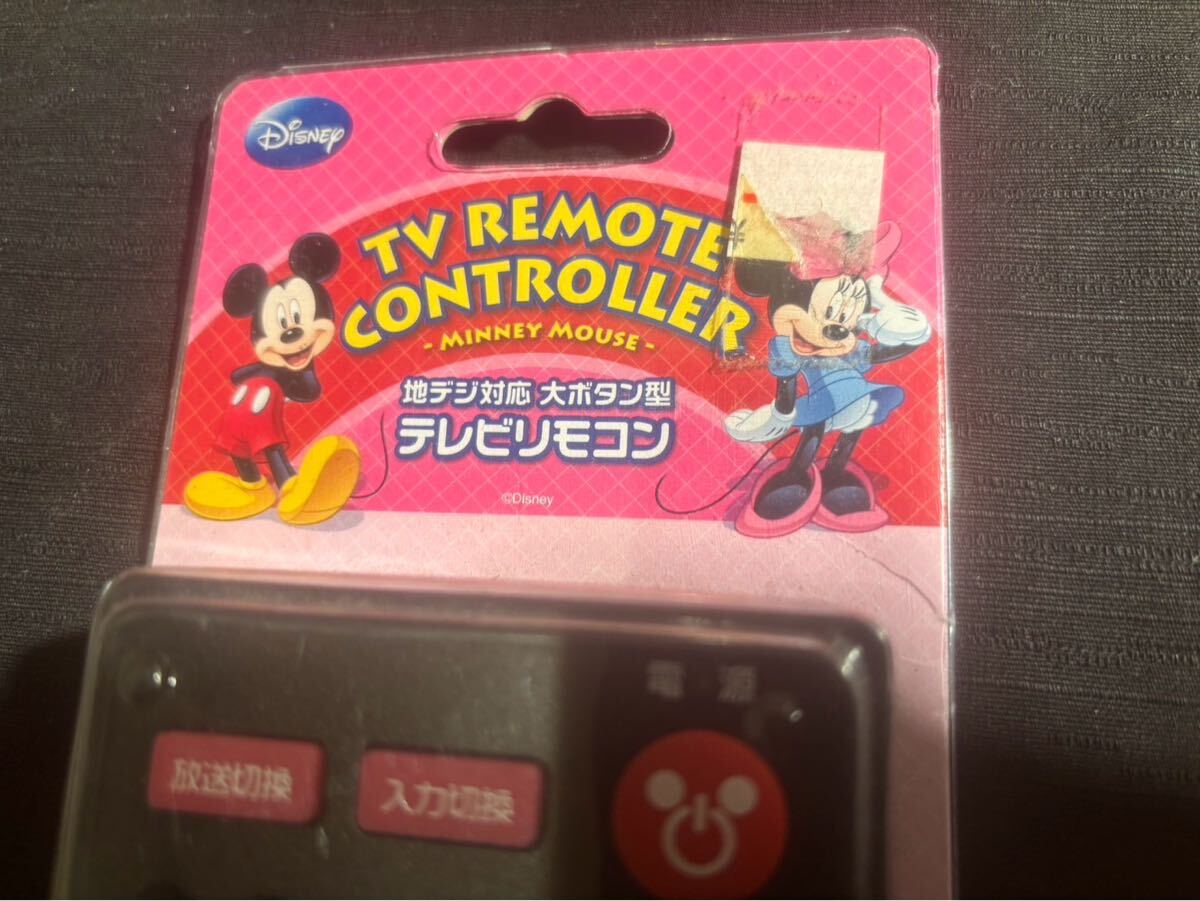 Disney
TV REMOTE
CONTROLLER
- MINNEY MOUSE -
地デジ対応 大ボタン型
テレビリモコン
©Disney
電源
放送切換
入力切換